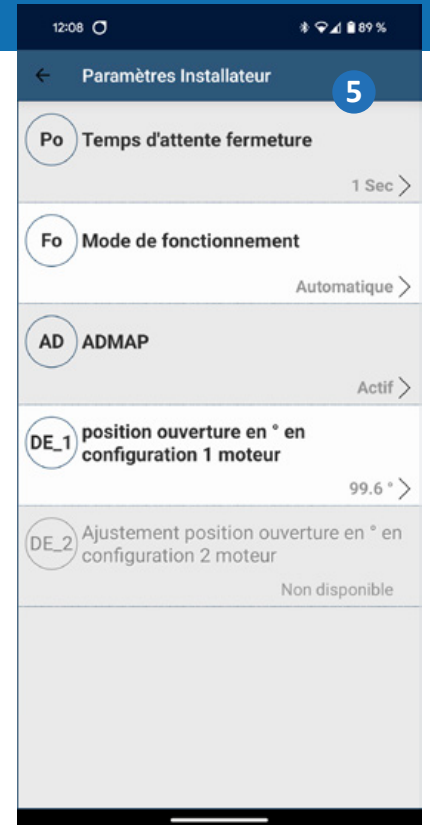 12:08 89 %
Paramètres Installateur
5
Po Temps d'attente fermeture
1 Sec
Fo Mode de fonctionnement
Automatique
AD ADMAP
Actif
DE_1 position ouverture en ° en
configuration 1 moteur
99.6 °
DE_2 Ajustement position ouverture en ° en
configuration 2 moteur
Non disponible